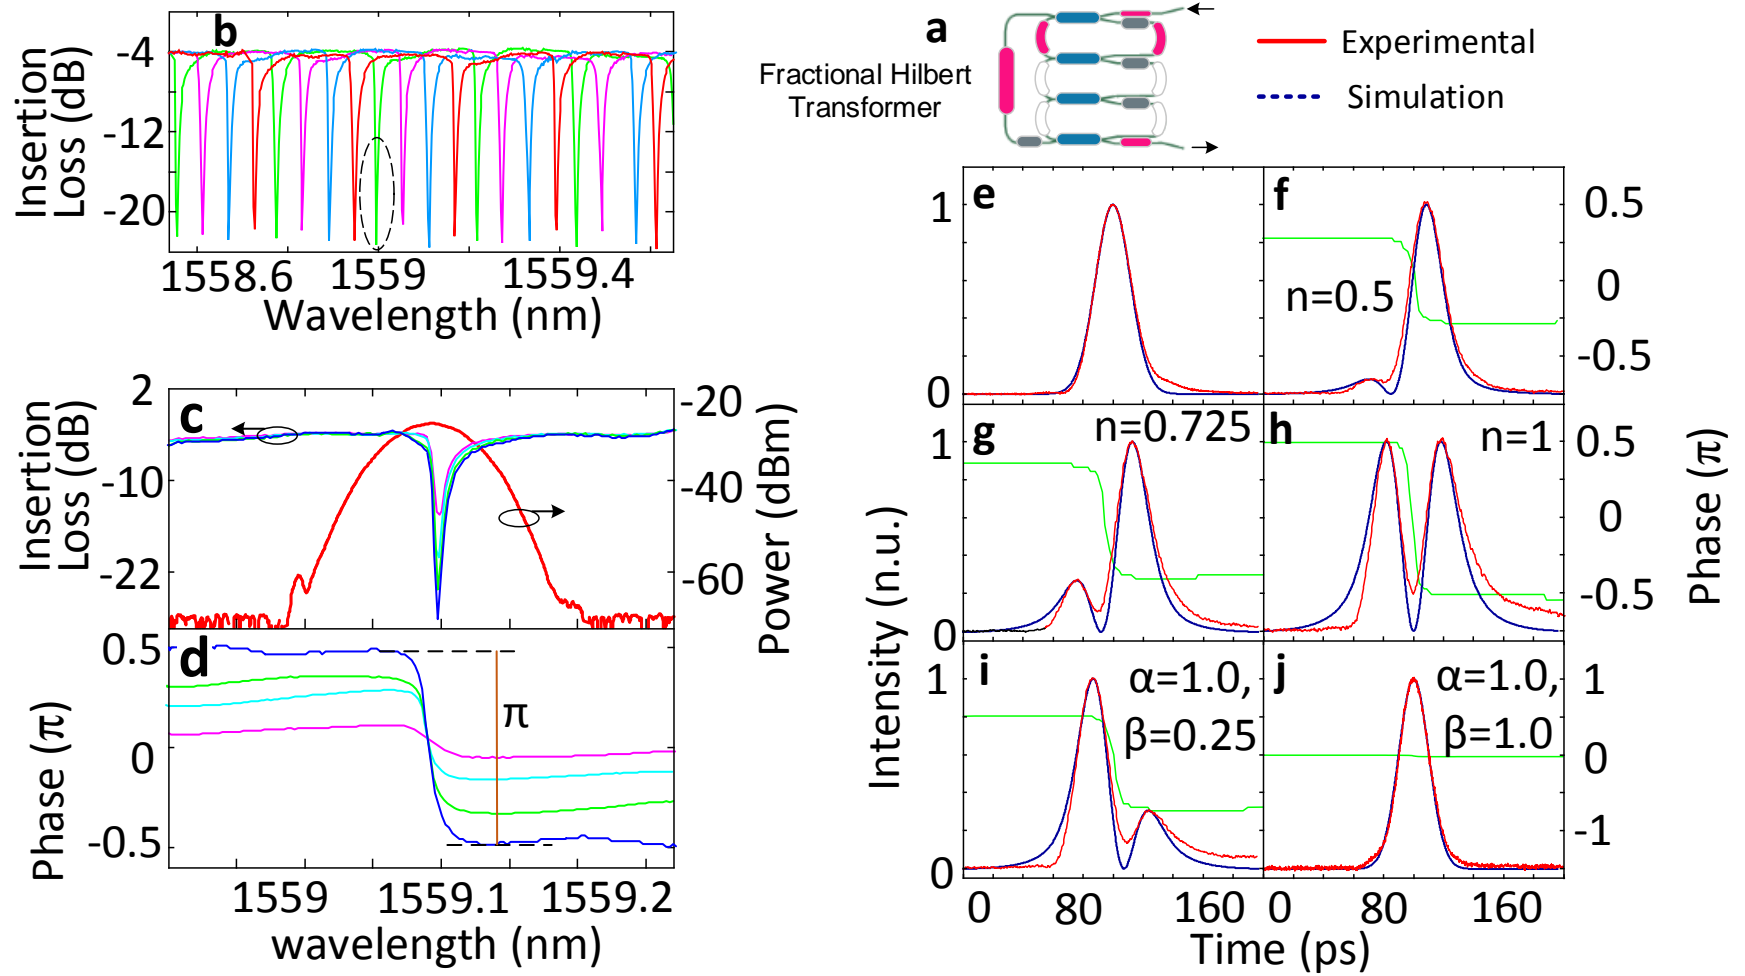 b
-4
-12
-20
Insertion
Loss (dB)
1558.6 1559 1559.4
Wavelength (nm)
a
Fractional Hilbert
Transformer
Experimental
Simulation
c
2
-10
-22
Insertion
Loss (dB)
-20
-40
-60
Power (dBm)
d
0.5
0
-0.5
Phase (π)
π
1559 1559.1 1559.2
wavelength (nm)
e
1
0
f
n=0.5
0.5
0
-0.5
g
n=0.725
1
0
h
n=1
0.5
0
-0.5
Intensity (n.u.)
Phase (π)
i
α=1.0,
β=0.25
1
0
j
α=1.0,
β=1.0
1
0
-1
0 80 160 0 80 160
Time (ps)